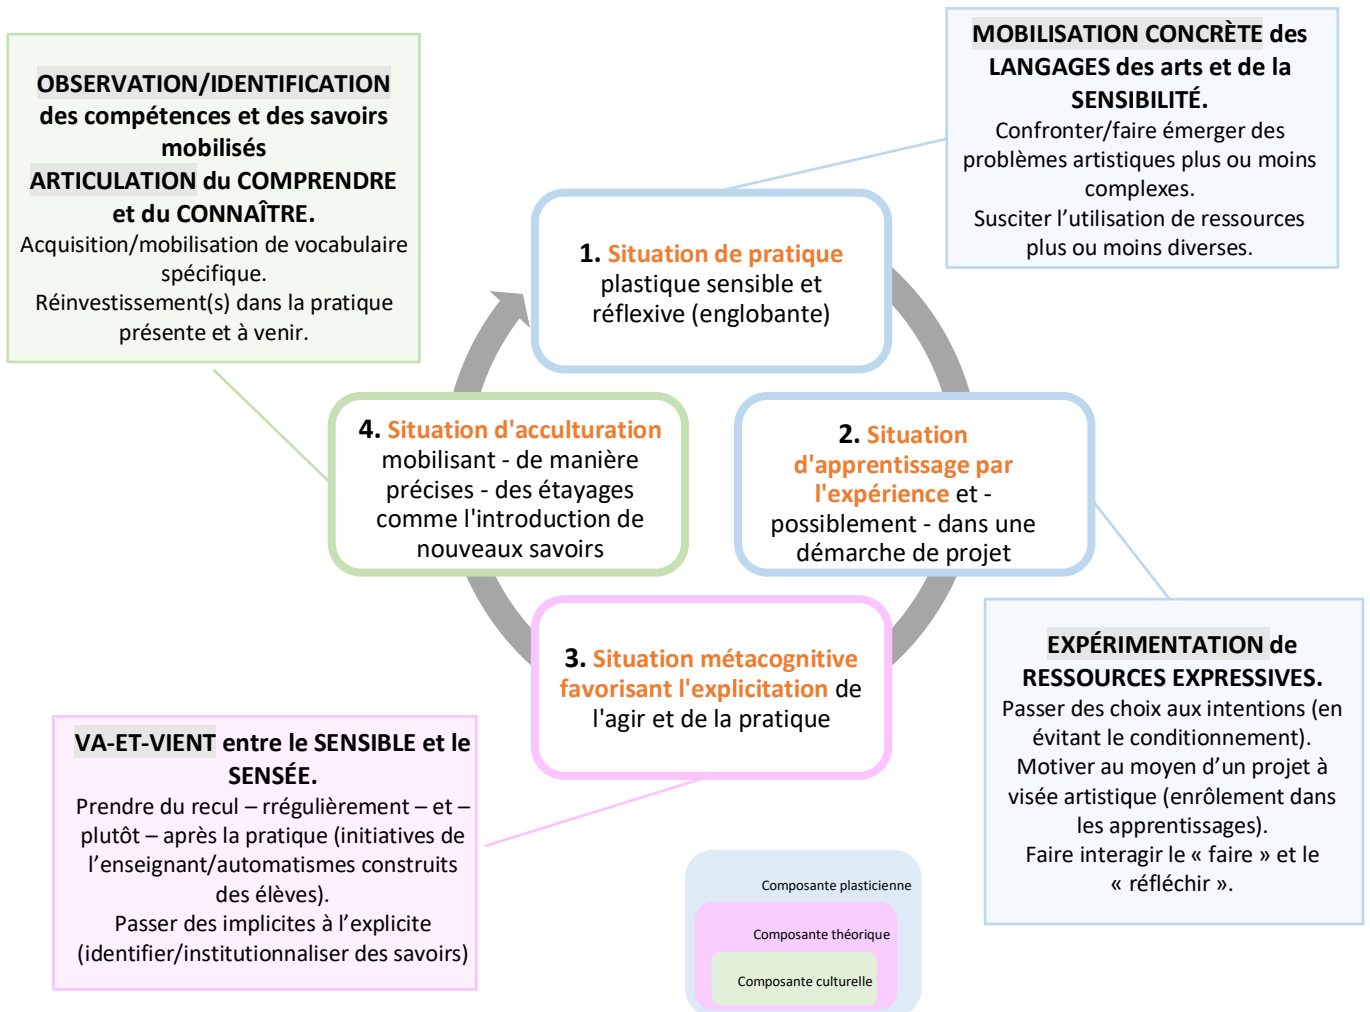 MOBILISATION CONCRÈTE des
LANGAGES des arts et de la
SENSIBILITÉ.
Confronter/faire émerger des
problèmes artistiques plus ou moins
complexes.
Susciter l’utilisation de ressources
plus ou moins diverses.
OBSERVATION/IDENTIFICATION
des compétences et des savoirs
mobilisés
ARTICULATION du COMPRENDRE
et du CONNAÎTRE.
Acquisition/mobilisation de vocabulaire
spécifique.
Réinvestissement(s) dans la pratique
présente et à venir.
1. Situation de pratique
plastique sensible et
réflexive (englobante)
4. Situation d'acculturation
mobilisant - de manière
précises - des étayages
comme l'introduction de
nouveaux savoirs
2. Situation
d'apprentissage par
l'expérience et -
possiblement - dans une
démarche de projet
3. Situation métacognitive
favorisant l'explicitation de
l'agir et de la pratique
EXPÉRIMENTATION de
RESSOURCES EXPRESSIVES.
Passer des choix aux intentions (en
évitant le conditionnement).
Motiver au moyen d’un projet à
visée artistique (enrôlement dans
les apprentissages).
Faire interagir le « faire » et le
« réfléchir ».
VA-ET-VIENT entre le SENSIBLE et le
SENSÉE.
Prendre du recul – rrégulièrement – et –
plutôt – après la pratique (initiatives de
l’enseignant/automatismes construits
des élèves).
Passer des implicites à l’explicite
(identifier/institutionnaliser des savoirs)
Composante plasticienne
Composante théorique
Composante culturelle